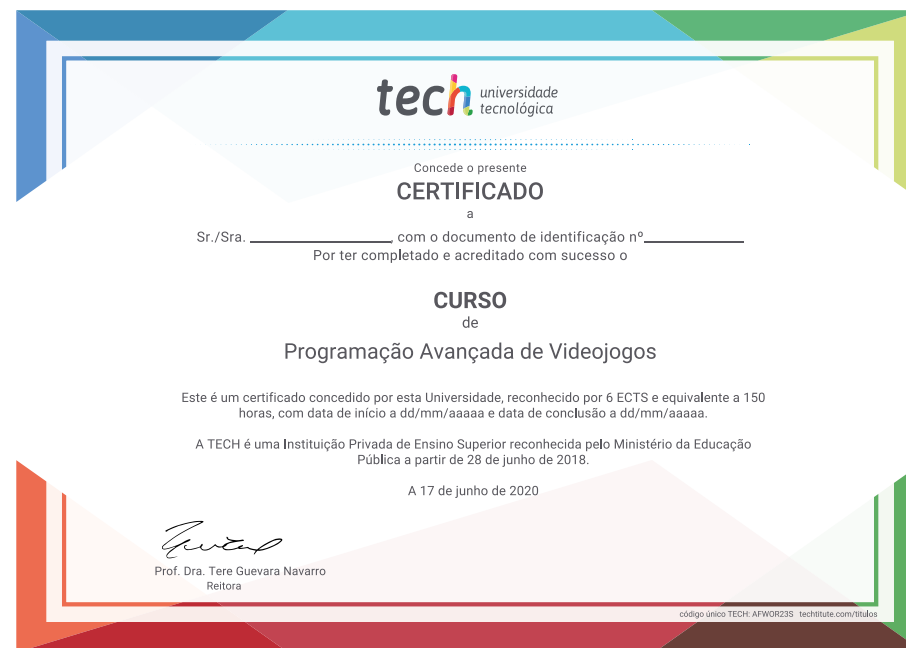 tech universidade
tecnológica
Concede o presente
CERTIFICADO
a
Sr./Sra. , com o documento de identificação nº
Por ter completado e acreditado com sucesso o
CURSO
de
Programação Avançada de Videojogos
Este é um certificado concedido por esta Universidade, reconhecido por 6 ECTS e equivalente a 150
horas, com data de início a dd/mm/aaaaa e data de conclusão a dd/mm/aaaaa.
A TECH é uma Instituição Privada de Ensino Superior reconhecida pelo Ministério da Educação
Pública a partir de 28 de junho de 2018.
A 17 de junho de 2020
Prof. Dra. Tere Guevara Navarro
Reitora
código único TECH: AFWOR23S techtitute.com/titulos